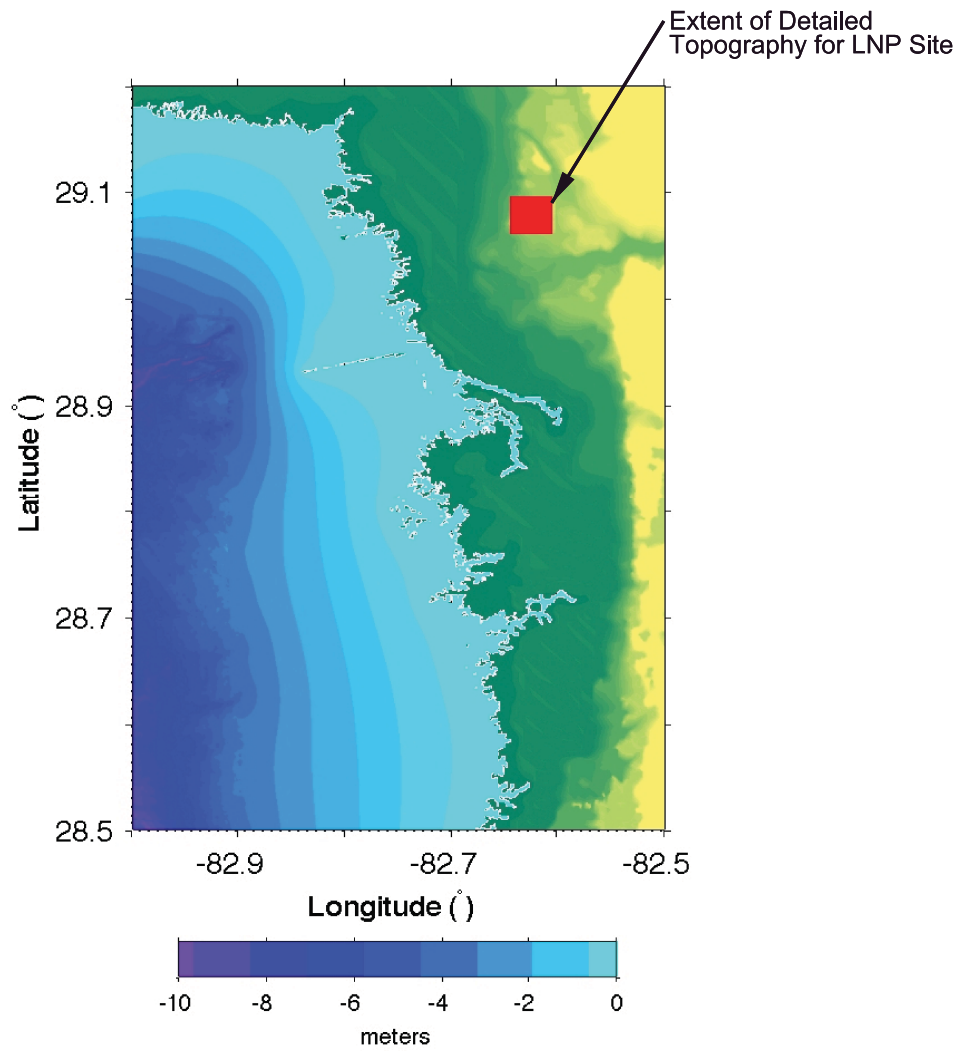 Extent of Detailed
Topography for LNP Site
29.1
28.9
28.7
28.5
Latitude (°)
-82.9 -82.7 -82.5
Longitude (°)
-10 -8 -6 -4 -2 0
meters